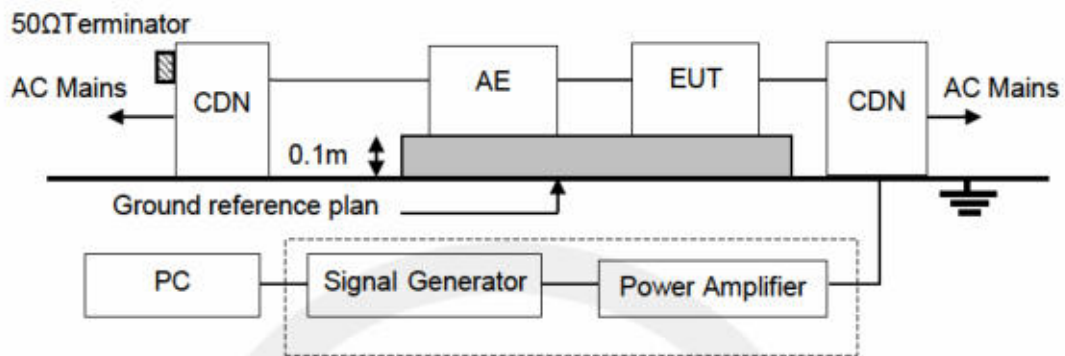 50ΩTerminator
AC Mains
CDN
AE
EUT
CDN
AC Mains
0.1m
Ground reference plan
PC
Signal Generator
Power Amplifier